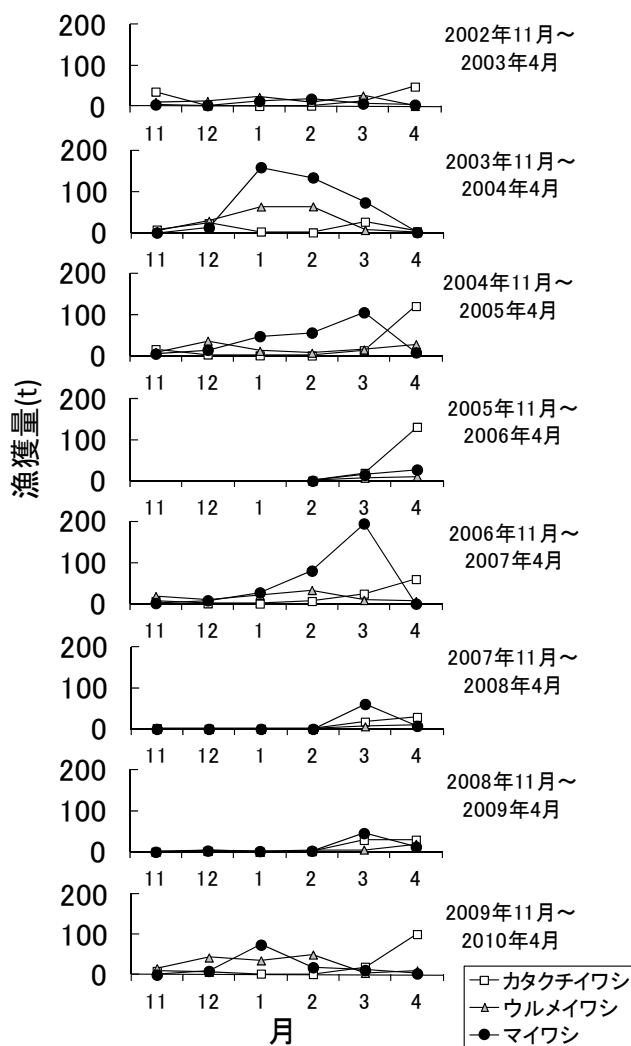 漁獲量(t)
200
100
0
11 12 1 2 3 4
2002年11月～
2003年4月
200
100
0
11 12 1 2 3 4
2003年11月～
2004年4月
200
100
0
11 12 1 2 3 4
2004年11月～
2005年4月
200
100
0
11 12 1 2 3 4
2005年11月～
2006年4月
200
100
0
11 12 1 2 3 4
2006年11月～
2007年4月
200
100
0
11 12 1 2 3 4
2007年11月～
2008年4月
200
100
0
11 12 1 2 3 4
2008年11月～
2009年4月
200
100
0
11 12 1 2 3 4
2009年11月～
2010年4月
月
カタクチイワシ
ウルメイワシ
マイワシ